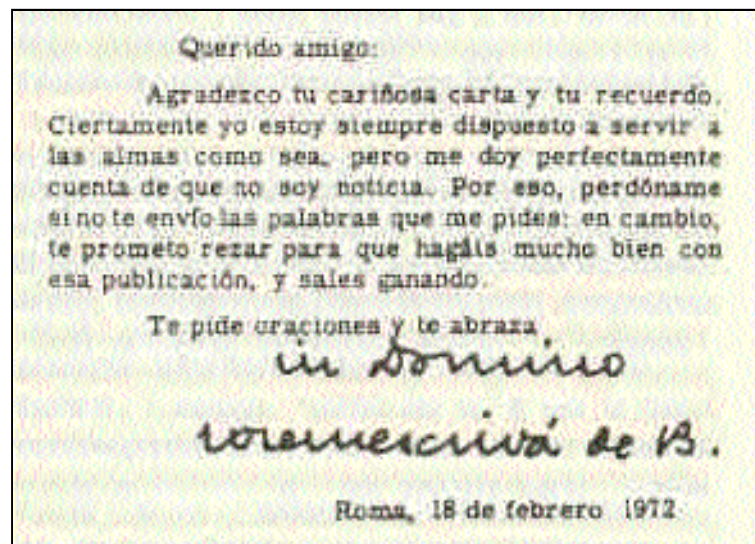 Querido amigo:
Agradezco tu cariñosa carta y tu recuerdo.
Ciertamente yo estoy siempre dispuesto a servir a
las almas como sea, pero me doy perfectamente
cuenta de que no soy noticia. Por eso, perdóname
si no te envío las palabras que me pides: en cambio,
te prometo rezar para que hagáis mucho bien con
esa publicación, y sales ganando.
Te pide oraciones y te abraza
in Domino
Josemescrivá de B.
Roma, 18 de febrero 1972